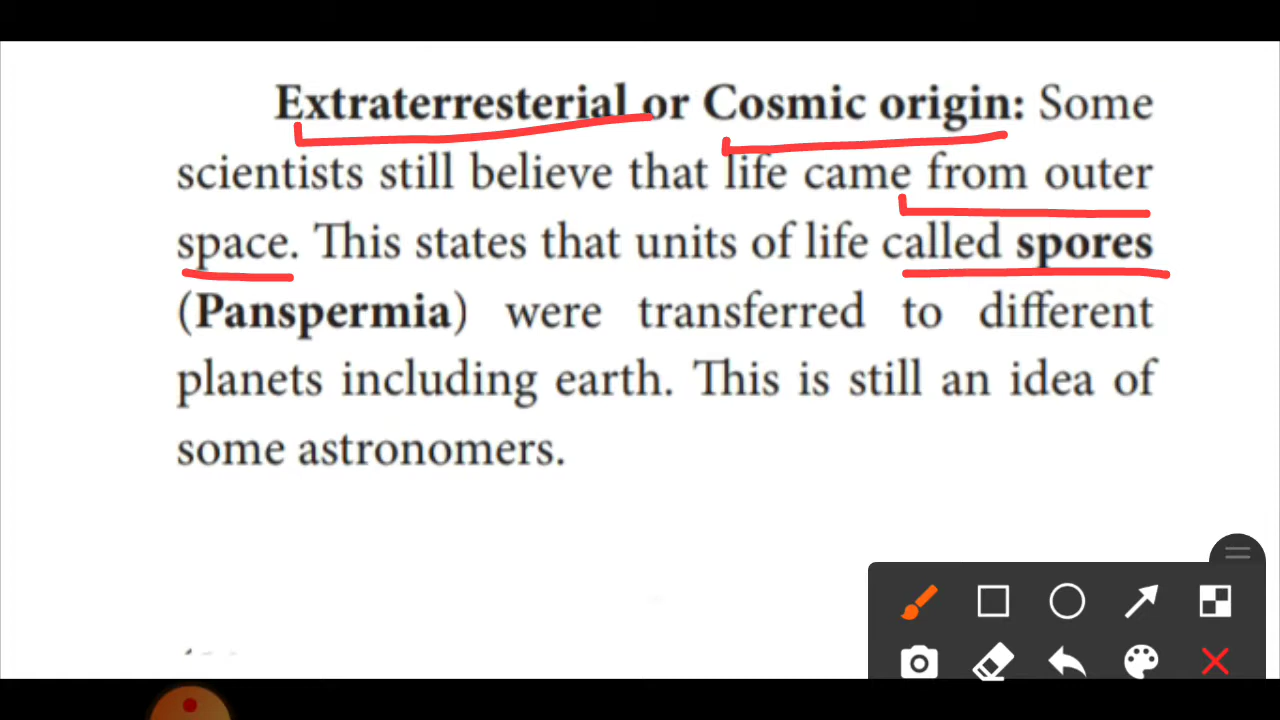 Extraterresterial or Cosmic origin: Some
scientists still believe that life came from outer
space. This states that units of life called spores
(Panspermia) were transferred to different
planets including earth. This is still an idea of
some astronomers.